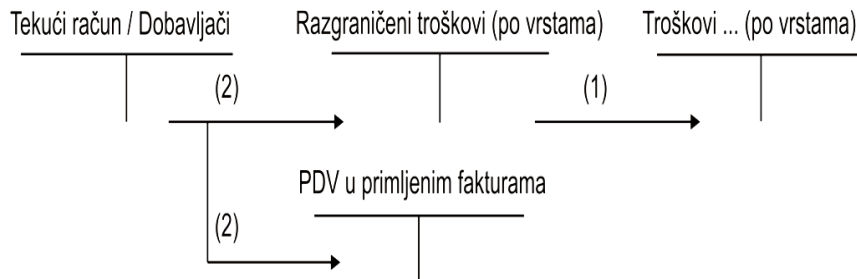 Tekući račun / Dobavljači
Razgraničeni troškovi (po vrstama)
Troškovi ... (po vrstama)
(2)
(1)
PDV u primljenim fakturama
(2)